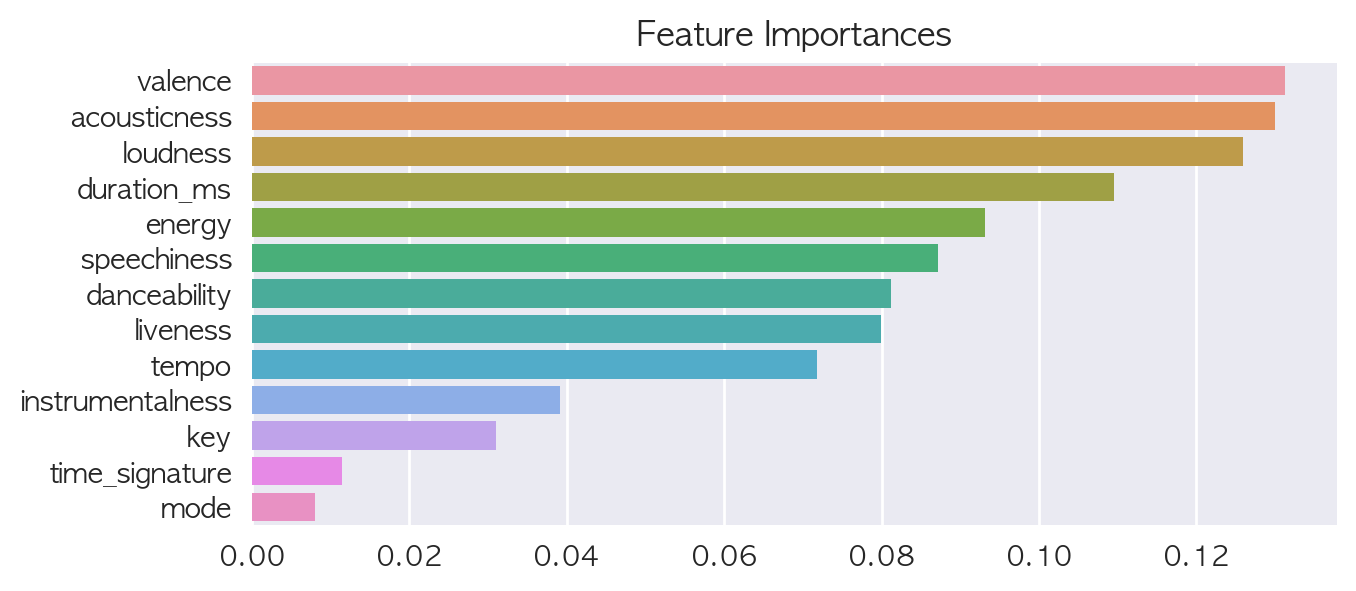 Feature Importances
valence
acousticness
loudness
duration_ms
energy
speechiness
danceability
liveness
tempo
instrumentalness
key
time_signature
mode
0.00 0.02 0.04 0.06 0.08 0.10 0.12